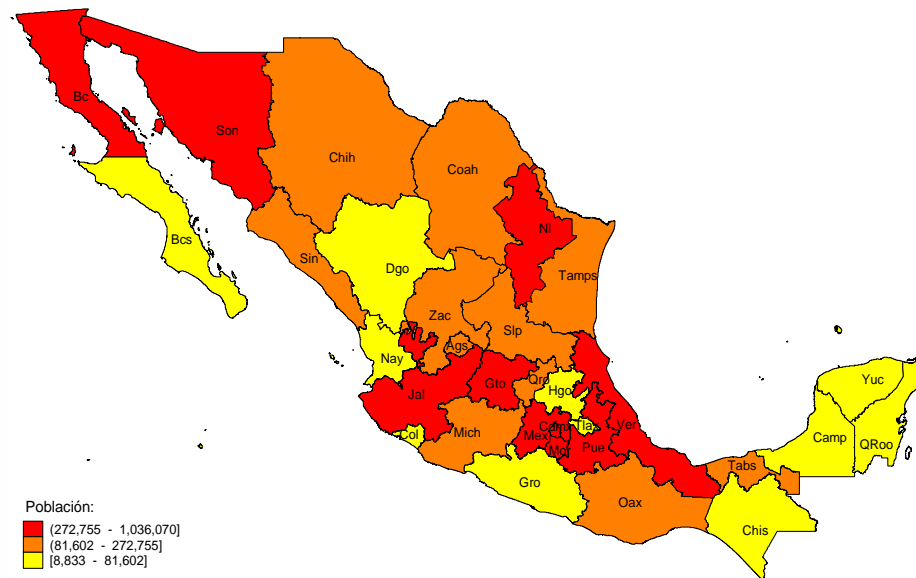 Bc
Son
Chih
Coah
Nl
Bcs
Sin
Dgo
Tamps
Zac
Slp
Nay
Ags
Jal
Gto
Qro
Hgo
Yuc
Col
Mich
Mex
Tlax
Ver
Camp
QRoo
Mor
Pue
Tabs
Gro
Oax
Chis
Población:
(272,755 - 1,036,070]
(81,602 - 272,755]
[8,833 - 81,602]